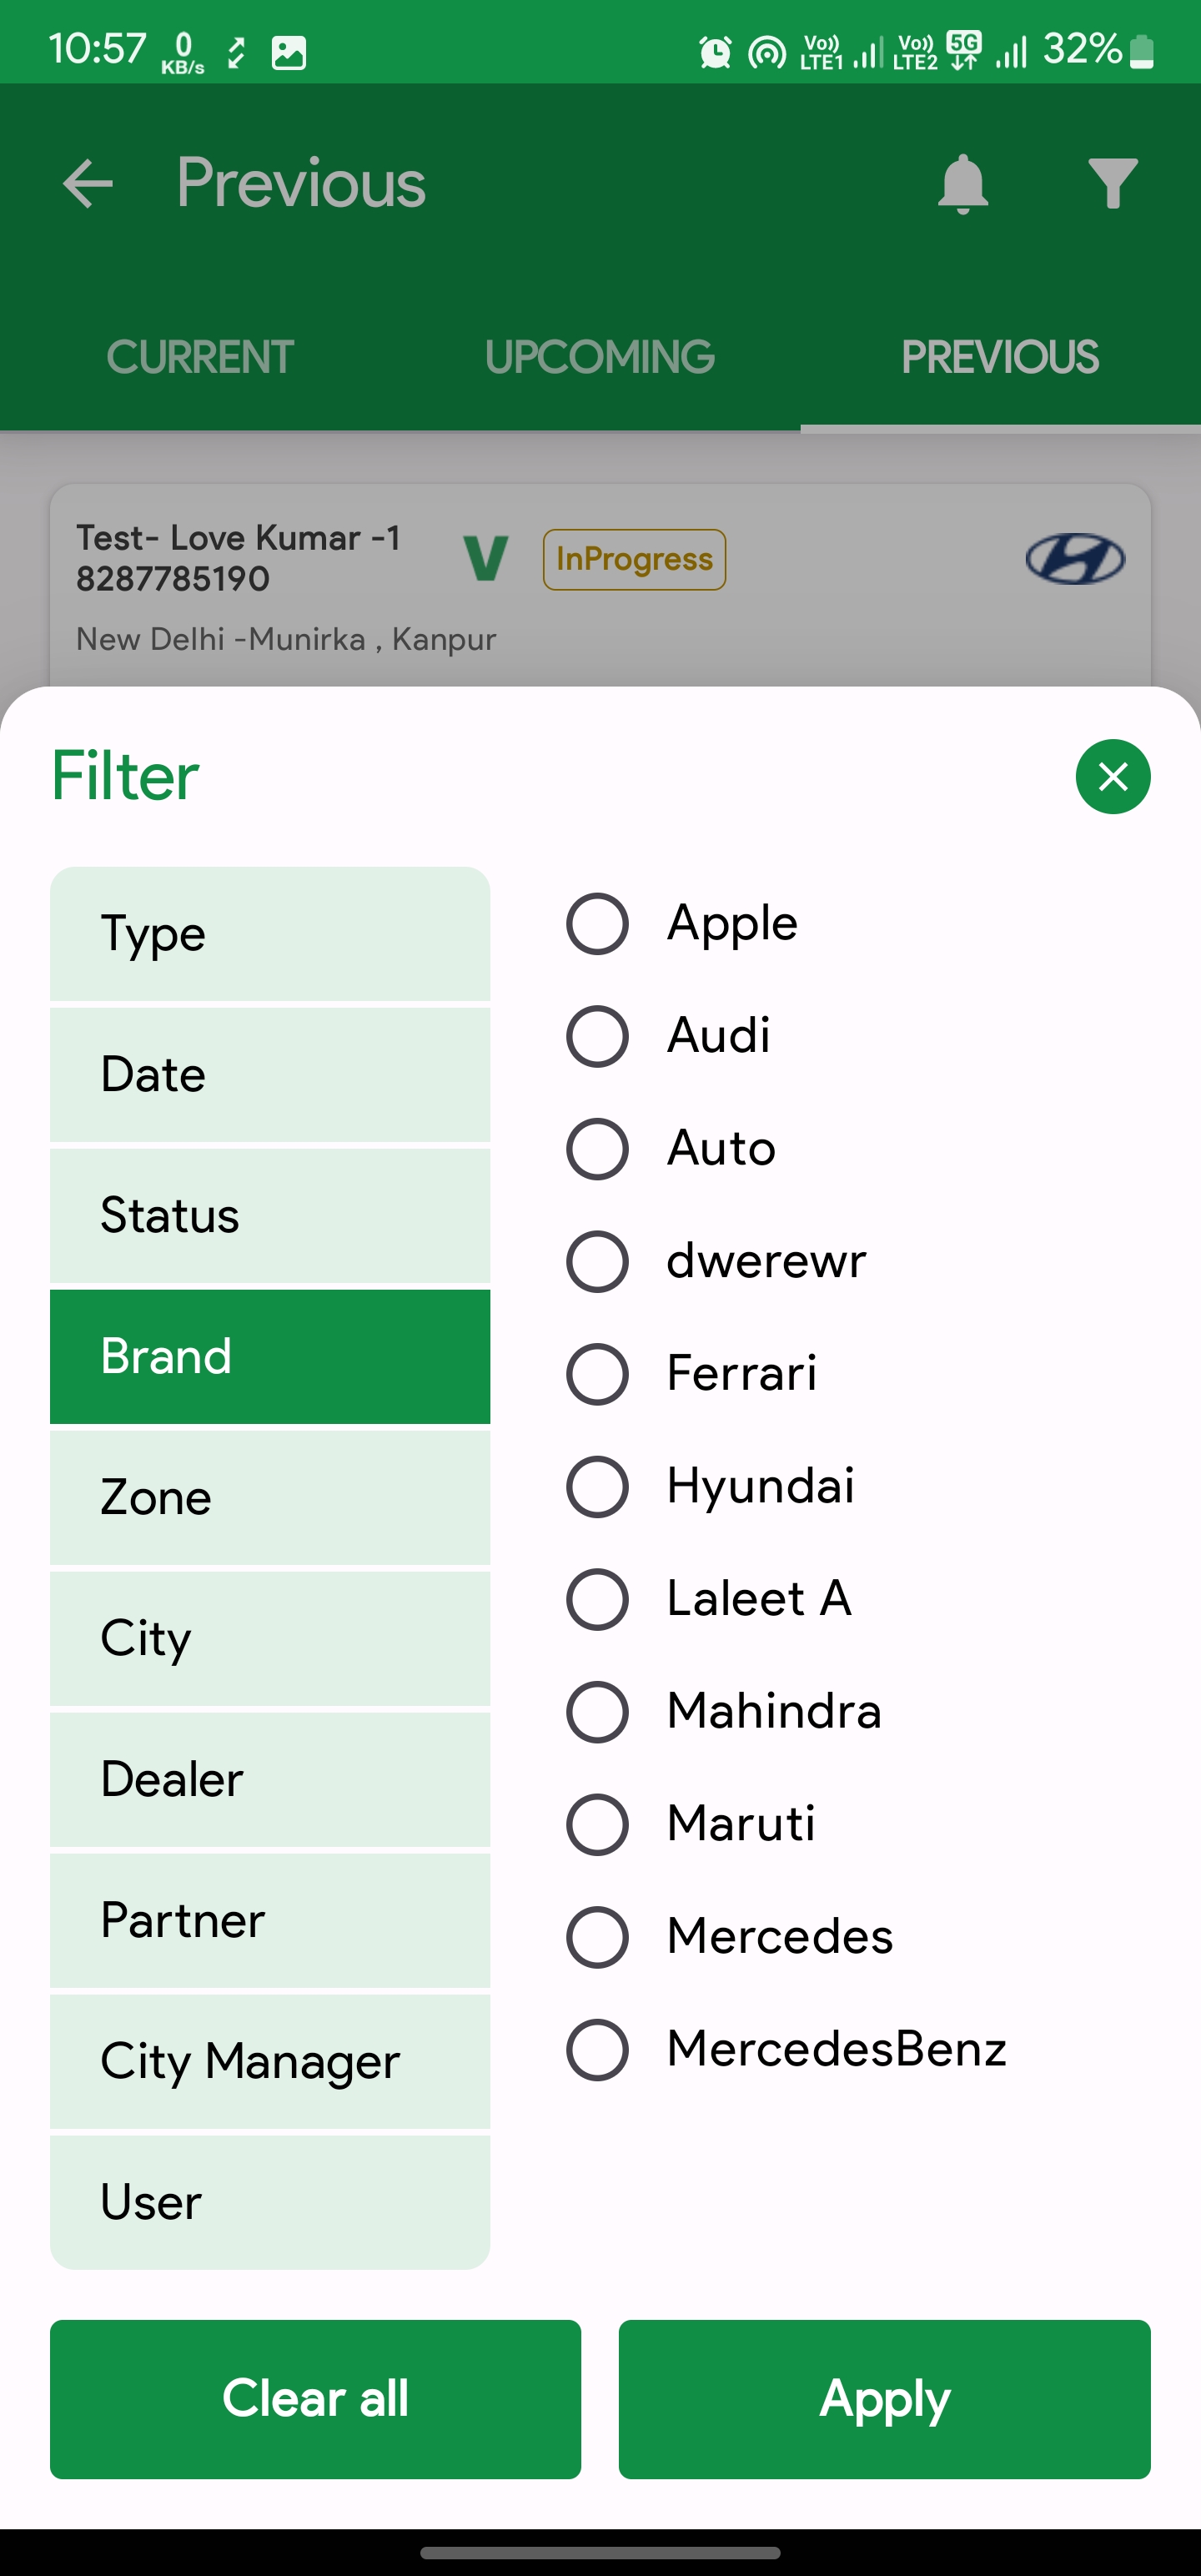 10:57 0 KB/s Vo)) LTE1 Vo)) LTE2 5G 32%
Previous
CURRENT UPCOMING PREVIOUS
Test- Love Kumar -1
8287785190
V InProgress
New Delhi -Munirka , Kanpur
Filter
Type
Date
Status
Brand
Zone
City
Dealer
Partner
City Manager
User
Apple
Audi
Auto
dwerewr
Ferrari
Hyundai
Laleet A
Mahindra
Maruti
Mercedes
MercedesBenz
Clear all Apply